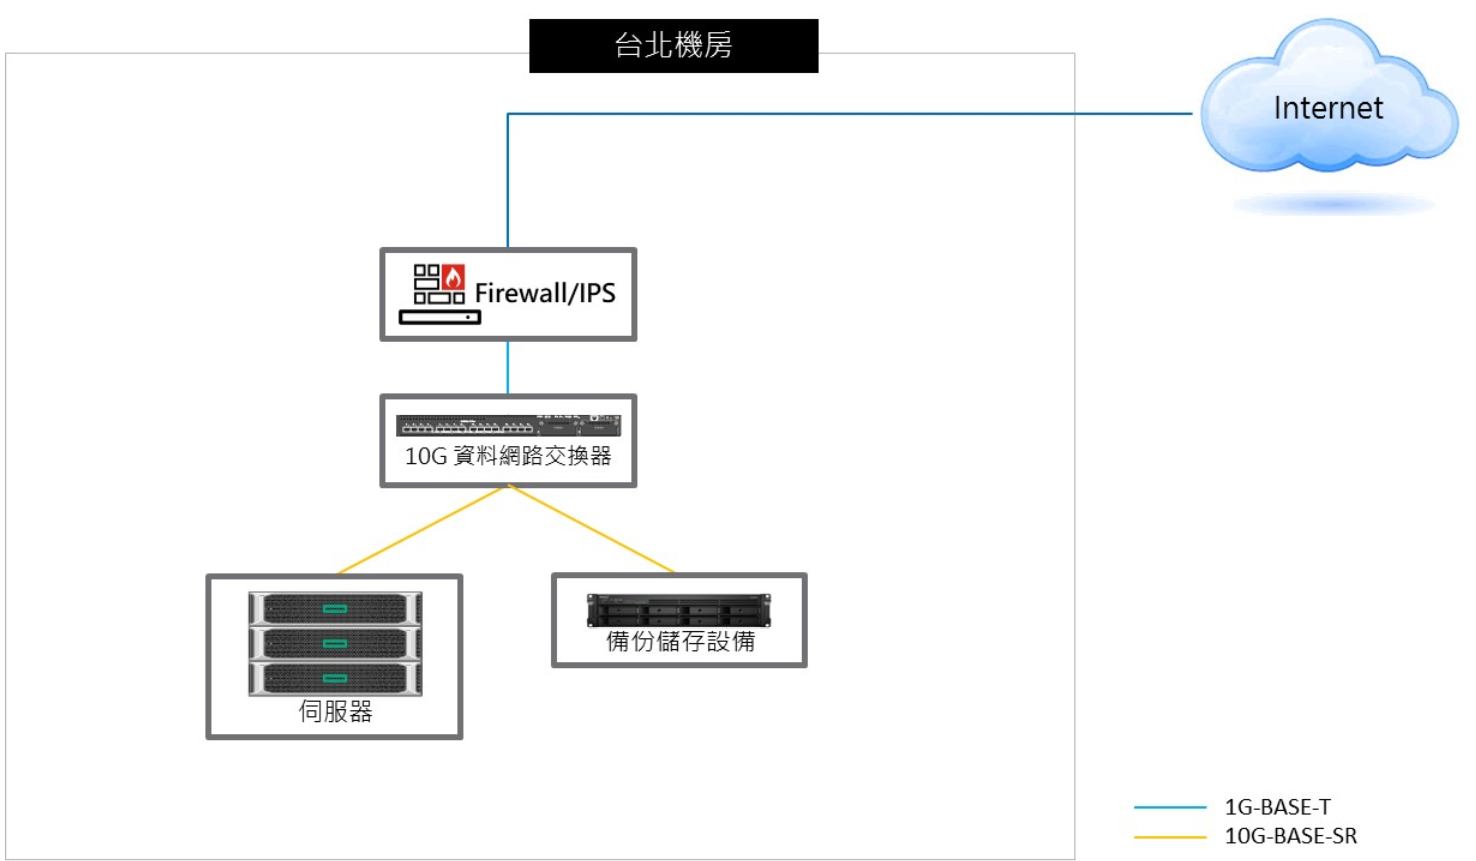 台北機房
Internet
Firewall/IPS
10G 資料網路交換器
備份儲存設備
伺服器
1G-BASE-T
10G-BASE-SR